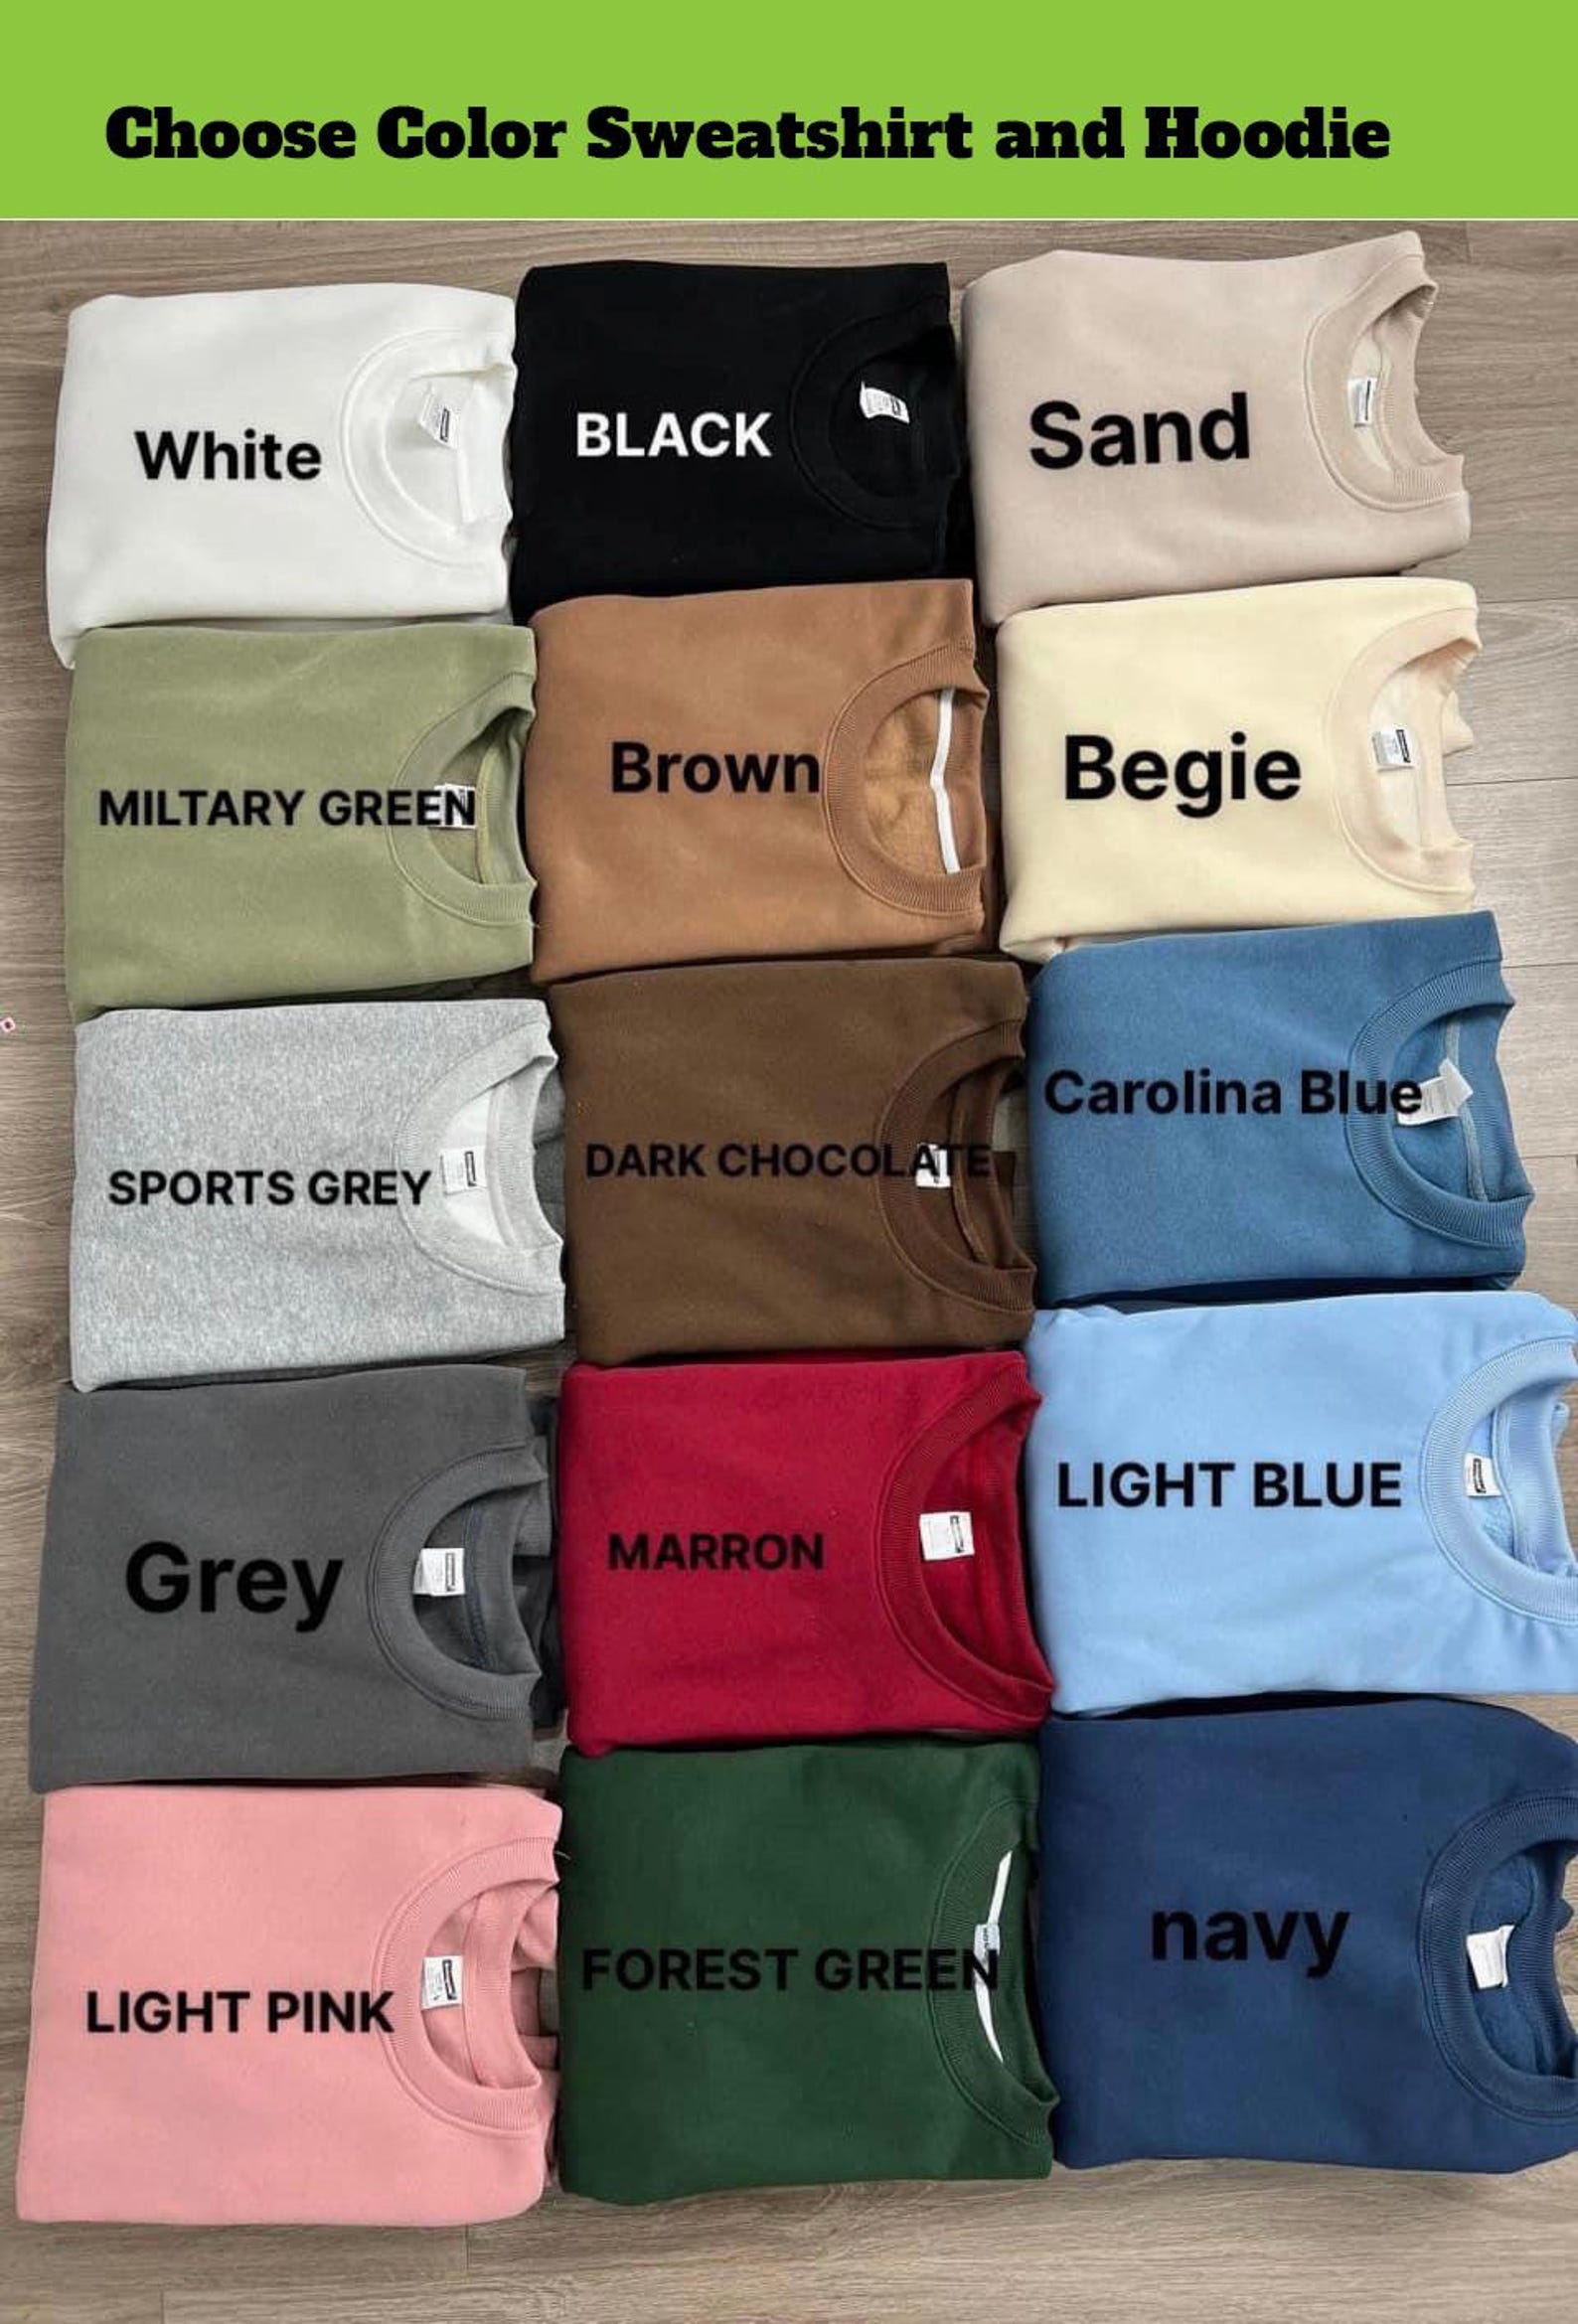 Choose Color Sweatshirt and Hoodie
White
BLACK
Sand
MILTARY GREEN
Brown
Begie
SPORTS GREY
DARK CHOCOLATE
Carolina Blue
Grey
MARRON
LIGHT BLUE
LIGHT PINK
FOREST GREEN
navy